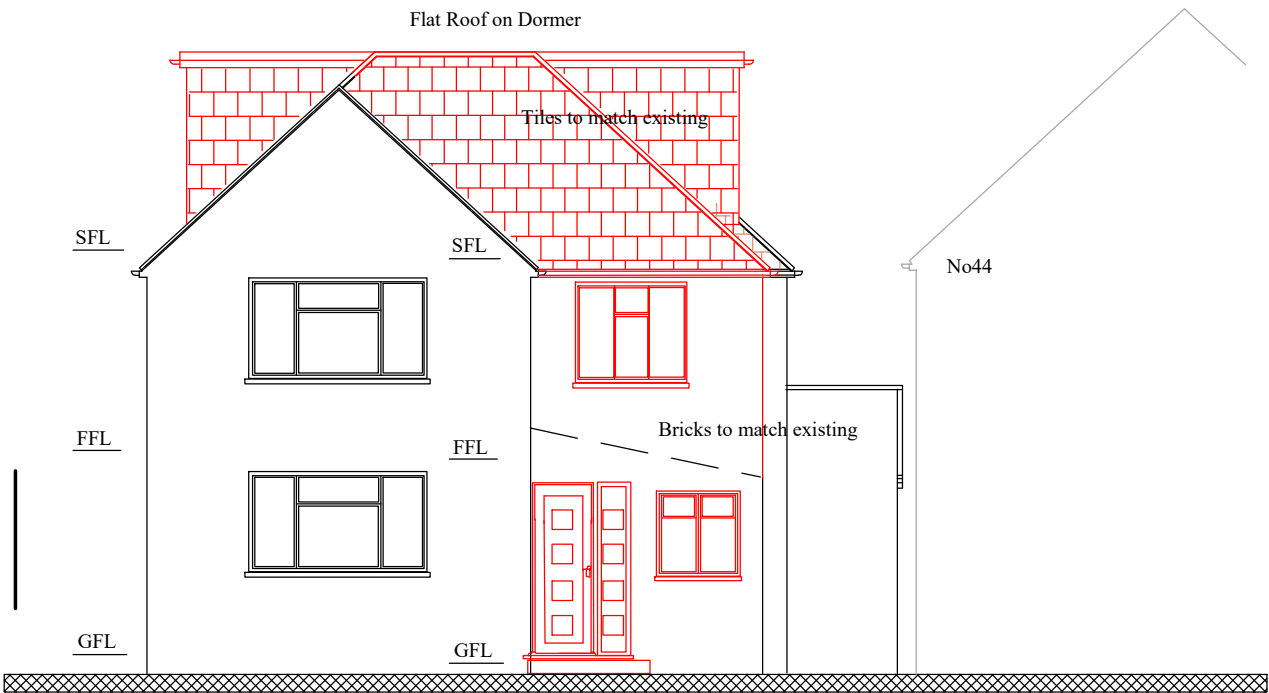 Flat Roof on Dormer
Tiles to match existing
SFL
SFL
No44
Bricks to match existing
FFL
FFL
GFL
GFL